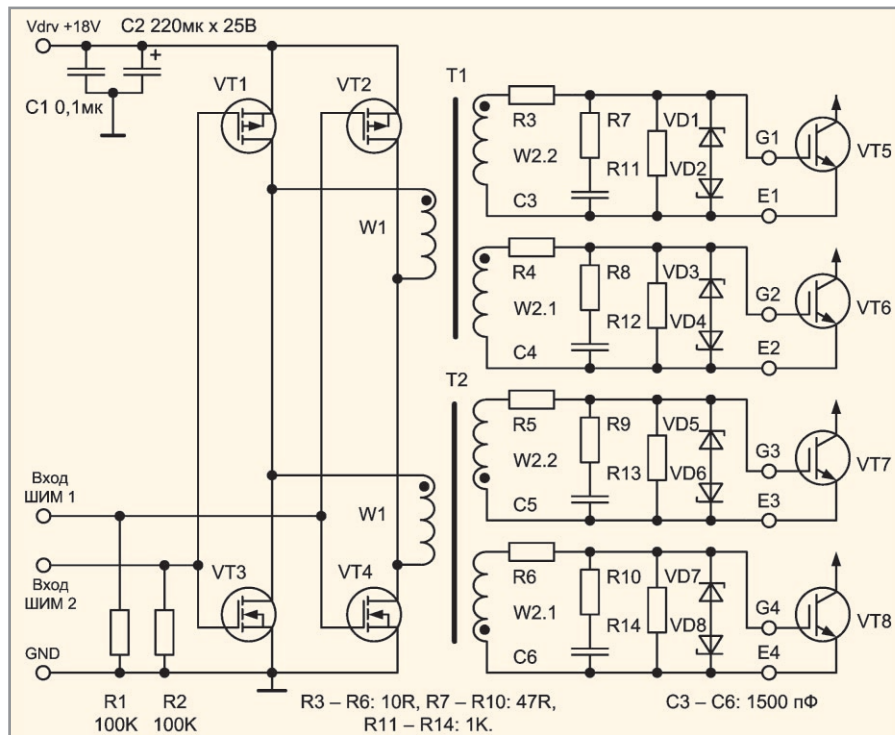 Vdrv +18V
C2 220мк x 25В
C1 0,1мк
VT1
VT2
T1
W1
R3
R7
VD1
W2.2
R11
VD2
C3
G1
E1
VT5
R4
R8
VD3
W2.1
R12
VD4
C4
G2
E2
VT6
T2
R5
R9
VD5
W2.2
R13
VD6
C5
G3
E3
VT7
Вход
ШИМ 1
W1
Вход
ШИМ 2
VT3
VT4
R6
R10
VD7
W2.1
R14
VD8
C6
G4
E4
VT8
GND
R1
100K
R2
100K
R3 – R6: 10R, R7 – R10: 47R,
R11 – R14: 1K.
C3 – C6: 1500 пФ